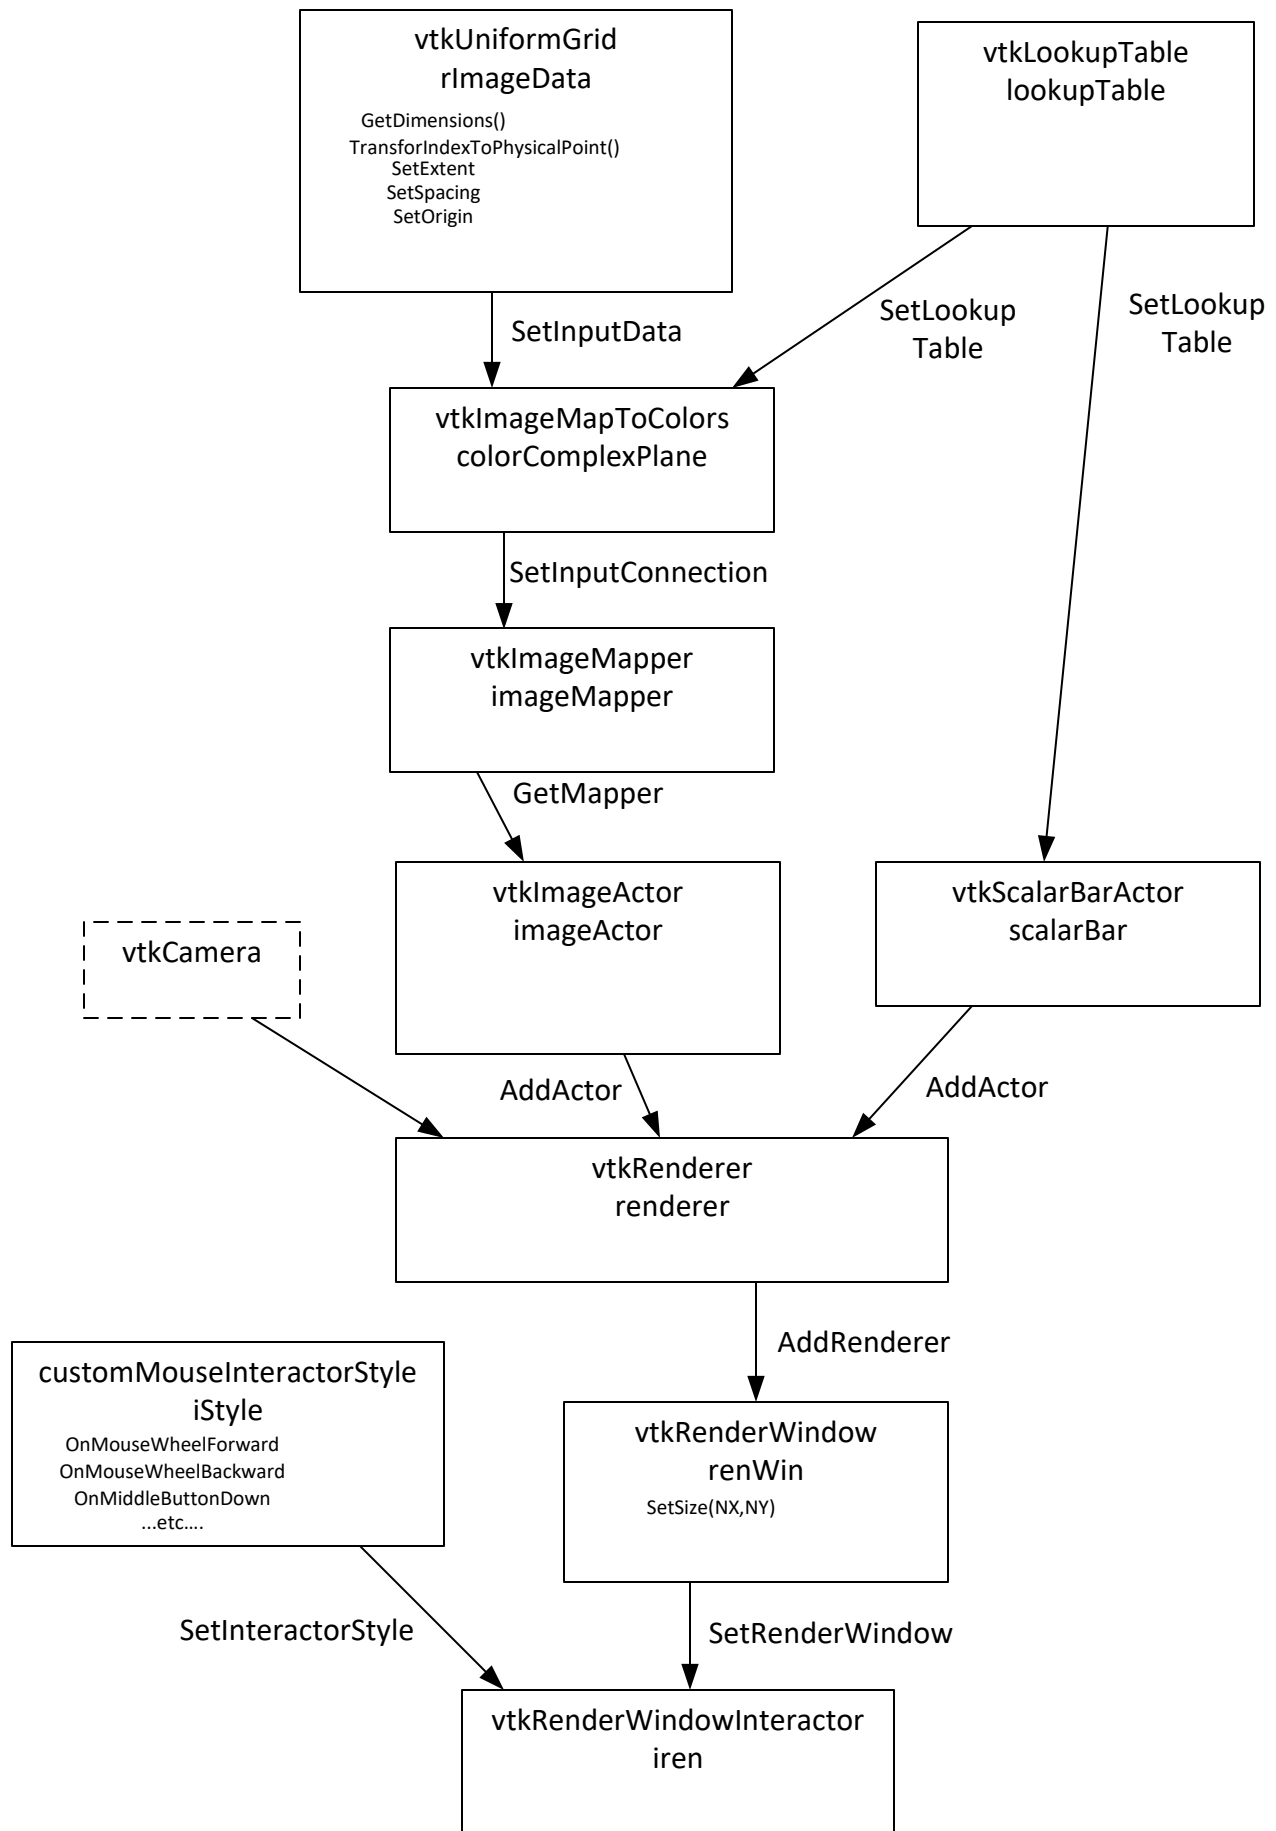 vtkUniformGrid
rImageData
GetDimensions()
TransforIndexToPhysicalPoint()
SetExtent
SetSpacing
SetOrigin
vtkLookupTable
lookupTable
SetInputData
SetLookup
Table
SetLookup
Table
vtkImageMapToColors
colorComplexPlane
SetInputConnection
vtkImageMapper
imageMapper
GetMapper
vtkImageActor
imageActor
vtkScalarBarActor
scalarBar
vtkCamera
AddActor
AddActor
vtkRenderer
renderer
AddRenderer
customMouseInteractorStyle
iStyle
OnMouseWheelForward
OnMouseWheelBackward
OnMiddleButtonDown
...etc....
vtkRenderWindow
renWin
SetSize(NX,NY)
SetInteractorStyle
SetRenderWindow
vtkRenderWindowInteractor
iren